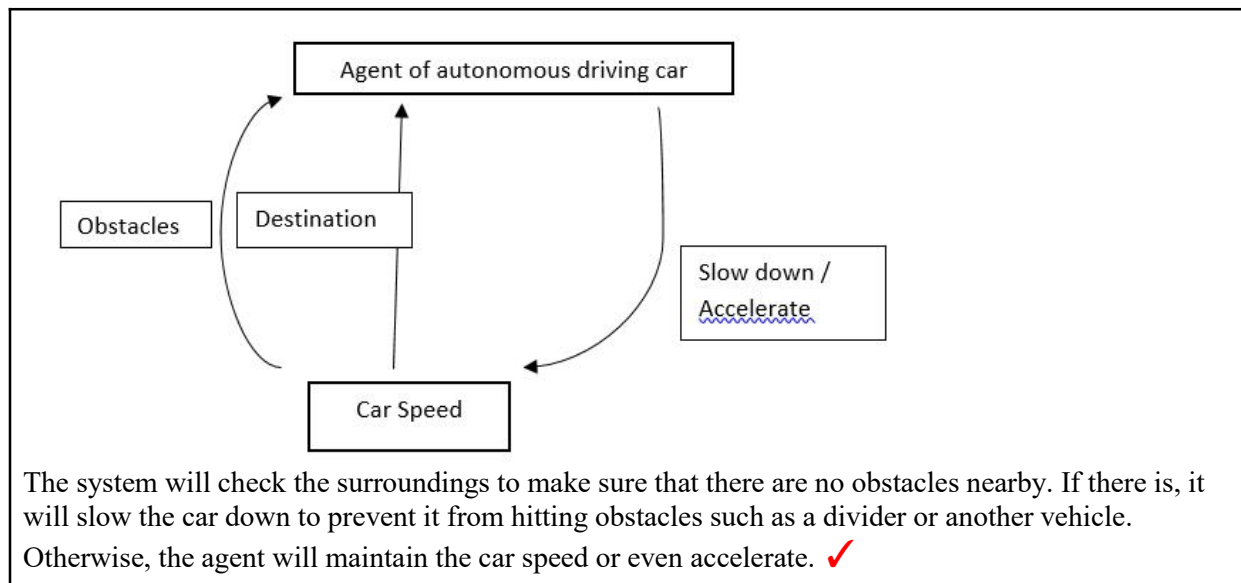 Agent of autonomous driving car
Obstacles
Destination
Slow down /
Accelerate
Car Speed
The system will check the surroundings to make sure that there are no obstacles nearby. If there is, it
will slow the car down to prevent it from hitting obstacles such as a divider or another vehicle.
Otherwise, the agent will maintain the car speed or even accelerate. ✓